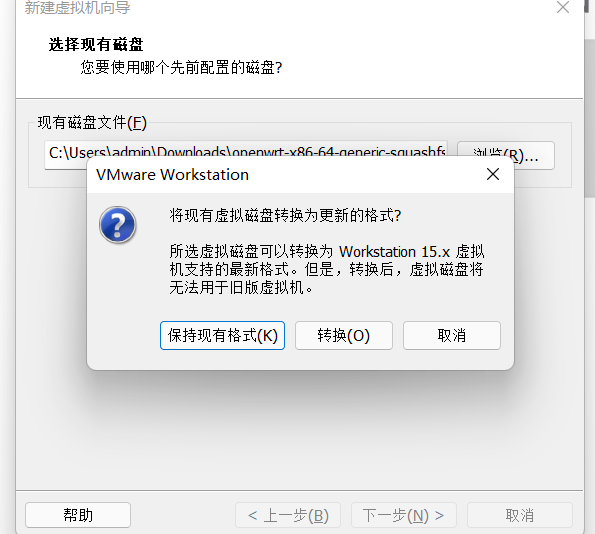 新建虚拟机向导
选择现有磁盘
您要使用哪个先前配置的磁盘?
现有磁盘文件(F)
C:\Users\admin\Downloads\openwrt-x86-64-generic-squashfs
浏览(R)...
VMware Workstation
将现有虚拟磁盘转换为更新的格式?
所选虚拟磁盘可以转换为 Workstation 15.x 虚拟
机支持的最新格式。但是，转换后，虚拟磁盘将
无法用于旧版虚拟机。
保持现有格式(K) 转换(O) 取消
帮助 < 上一步(B) 下一步(N) > 取消